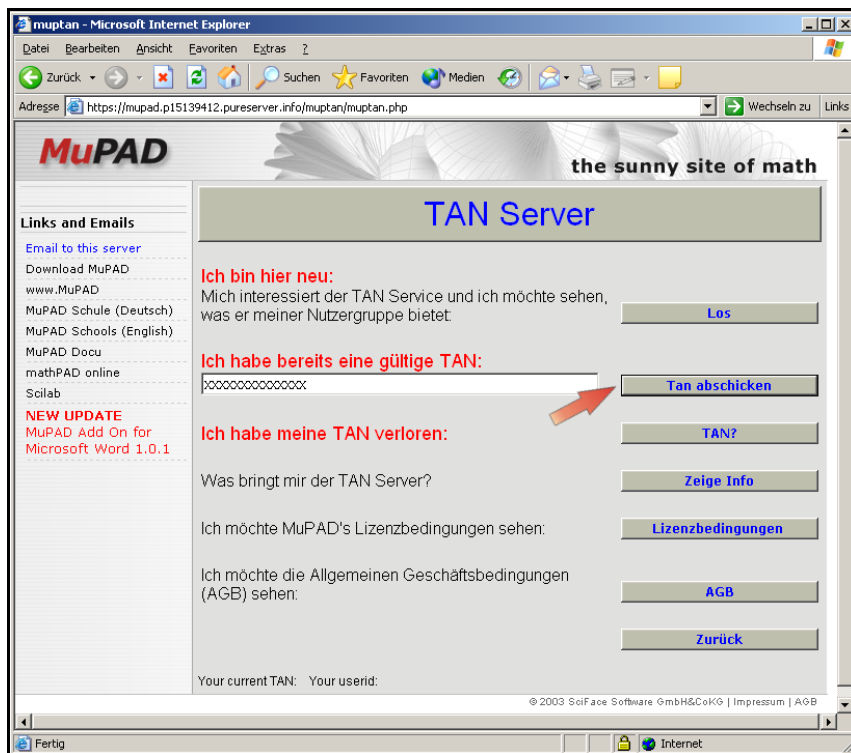 muptan - Microsoft Internet Explorer
Datei Bearbeiten Ansicht Favoriten Extras ?
Zurück Suchen Favoriten Medien
Adresse https://mupad.p15139412.pureserver.info/muptan/muptan.php Wechseln zu Links
MuPAD
the sunny site of math
Links and Emails
Email to this server
Download MuPAD
www.MuPAD
MuPAD Schule (Deutsch)
MuPAD Schools (English)
MuPAD Docu
mathPAD online
Scilab
NEW UPDATE
MuPAD Add On for
Microsoft Word 1.0.1
TAN Server
Ich bin hier neu:
Mich interessiert der TAN Service und ich möchte sehen,
was er meiner Nutzergruppe bietet:
Los
Ich habe bereits eine gültige TAN:
xxxxxxxxxxxxxxx
Tan abschicken
Ich habe meine TAN verloren:
TAN?
Was bringt mir der TAN Server?
Zeige Info
Ich möchte MuPAD's Lizenzbedingungen sehen:
Lizenzbedingungen
Ich möchte die Allgemeinen Geschäftsbedingungen
(AGB) sehen:
AGB
Zurück
Your current TAN: Your userid:
© 2003 SciFace Software GmbH&CoKG | Impressum | AGB
Fertig
Internet